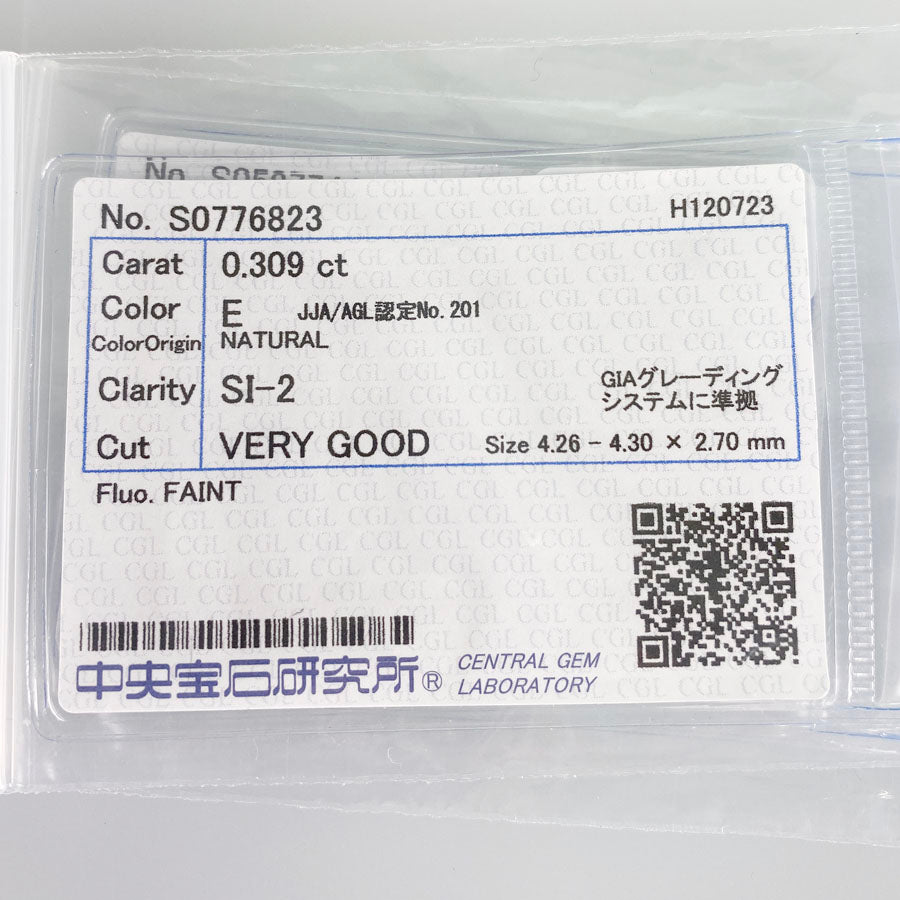 No. S0776823
H120723
Carat 0.309 ct
Color E JJA/AGL認定No.201
ColorOrigin NATURAL
Clarity SI-2
GIAグレーディング
システムに準拠
Cut VERY GOOD Size 4.26 - 4.30 × 2.70 mm
Fluo. FAINT
中央宝石研究所® CENTRAL GEM
LABORATORY